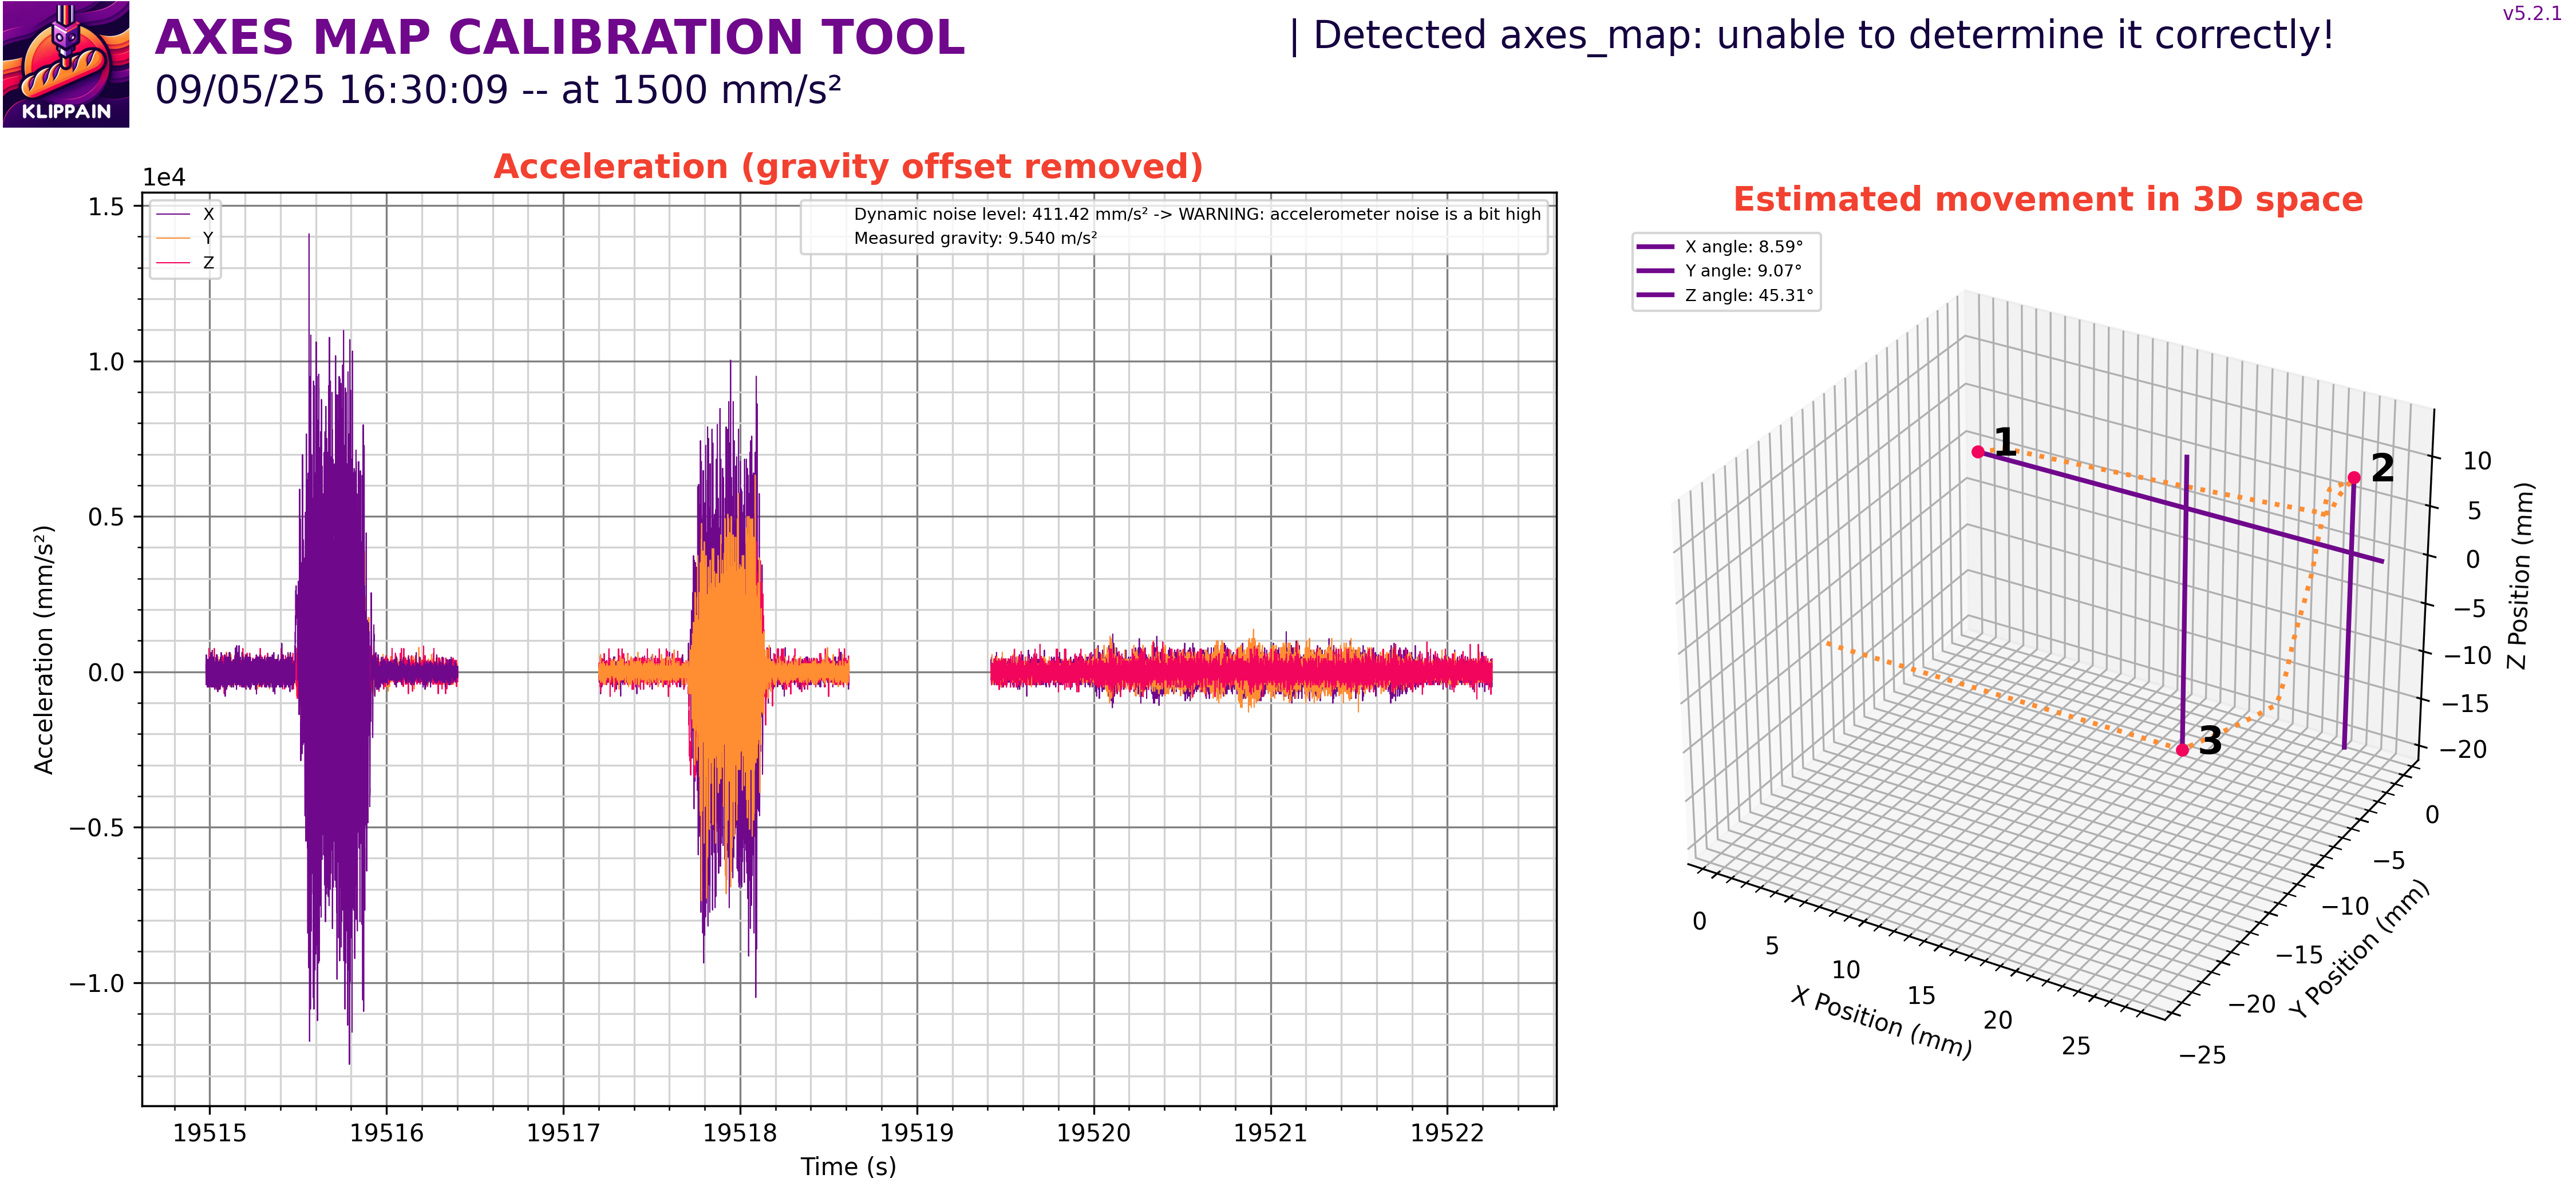 KLIPPAIN
AXES MAP CALIBRATION TOOL
09/05/25 16:30:09 -- at 1500 mm/s²
| Detected axes_map: unable to determine it correctly!
v5.2.1
Acceleration (gravity offset removed)
1e4
X
Y
Z
Dynamic noise level: 411.42 mm/s² -> WARNING: accelerometer noise is a bit high
Measured gravity: 9.540 m/s²
1.5
1.0
0.5
0.0
−0.5
−1.0
Acceleration (mm/s²)
19515
19516
19517
19518
19519
19520
19521
19522
Time (s)
Estimated movement in 3D space
X angle: 8.59°
Y angle: 9.07°
Z angle: 45.31°
1
2
3
10
5
0
−5
−10
−15
−20
Z Position (mm)
0
−5
−10
−15
−20
−25
Y Position (mm)
0
5
10
15
20
25
X Position (mm)